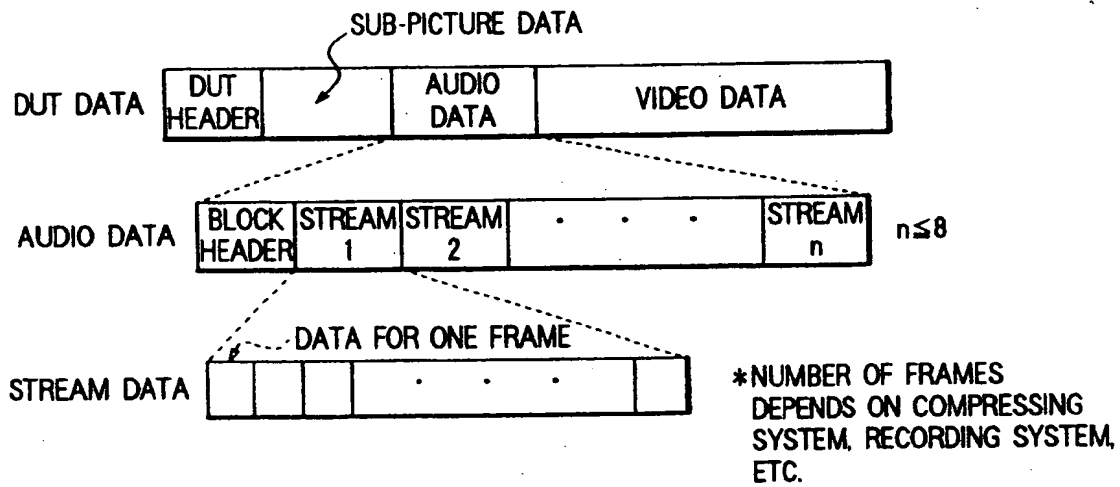 SUB-PICTURE DATA
DUT DATA
DUT
HEADER
AUDIO
DATA
VIDEO DATA
AUDIO DATA
BLOCK
HEADER
STREAM
1
STREAM
2
. . .
STREAM
n
n≤8
DATA FOR ONE FRAME
STREAM DATA
. . .
*NUMBER OF FRAMES
DEPENDS ON COMPRESSING
SYSTEM, RECORDING SYSTEM,
ETC.